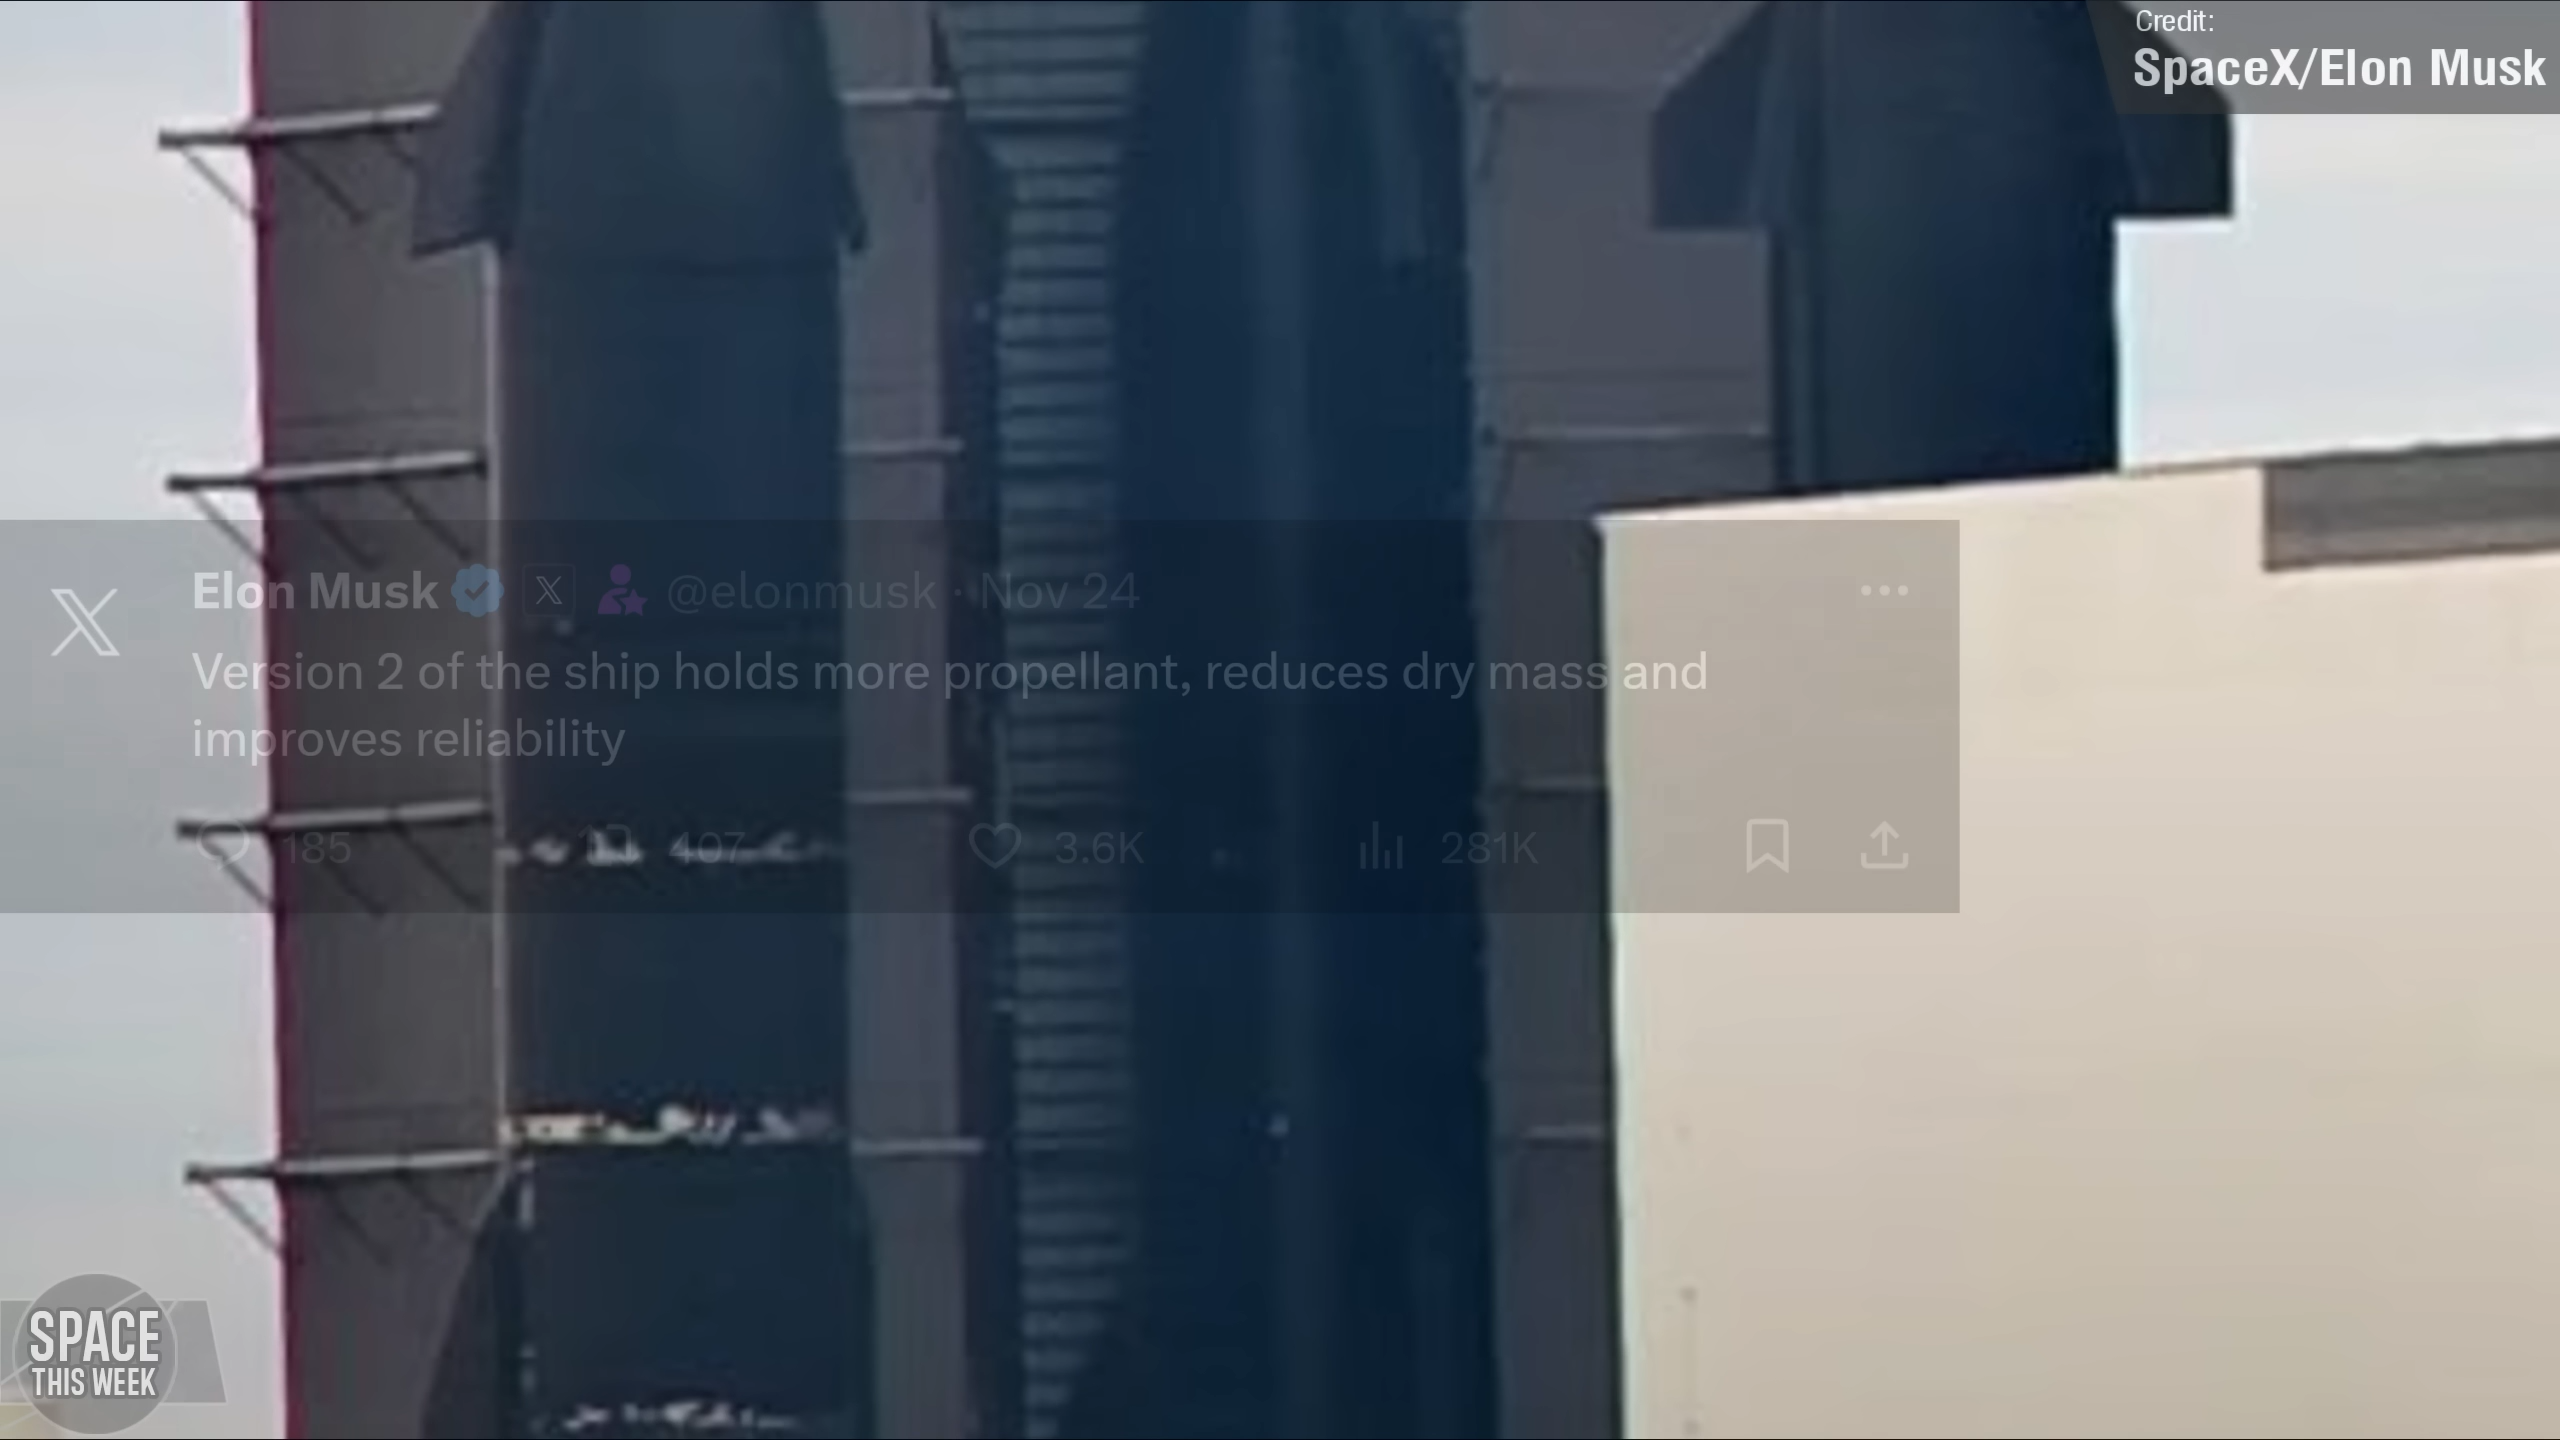 Credit:
SpaceX/Elon Musk
Elon Musk @elonmusk · Nov 24
Version 2 of the ship holds more propellant, reduces dry mass and
improves reliability
185 407 3.6K 281K
SPACE
THIS WEEK